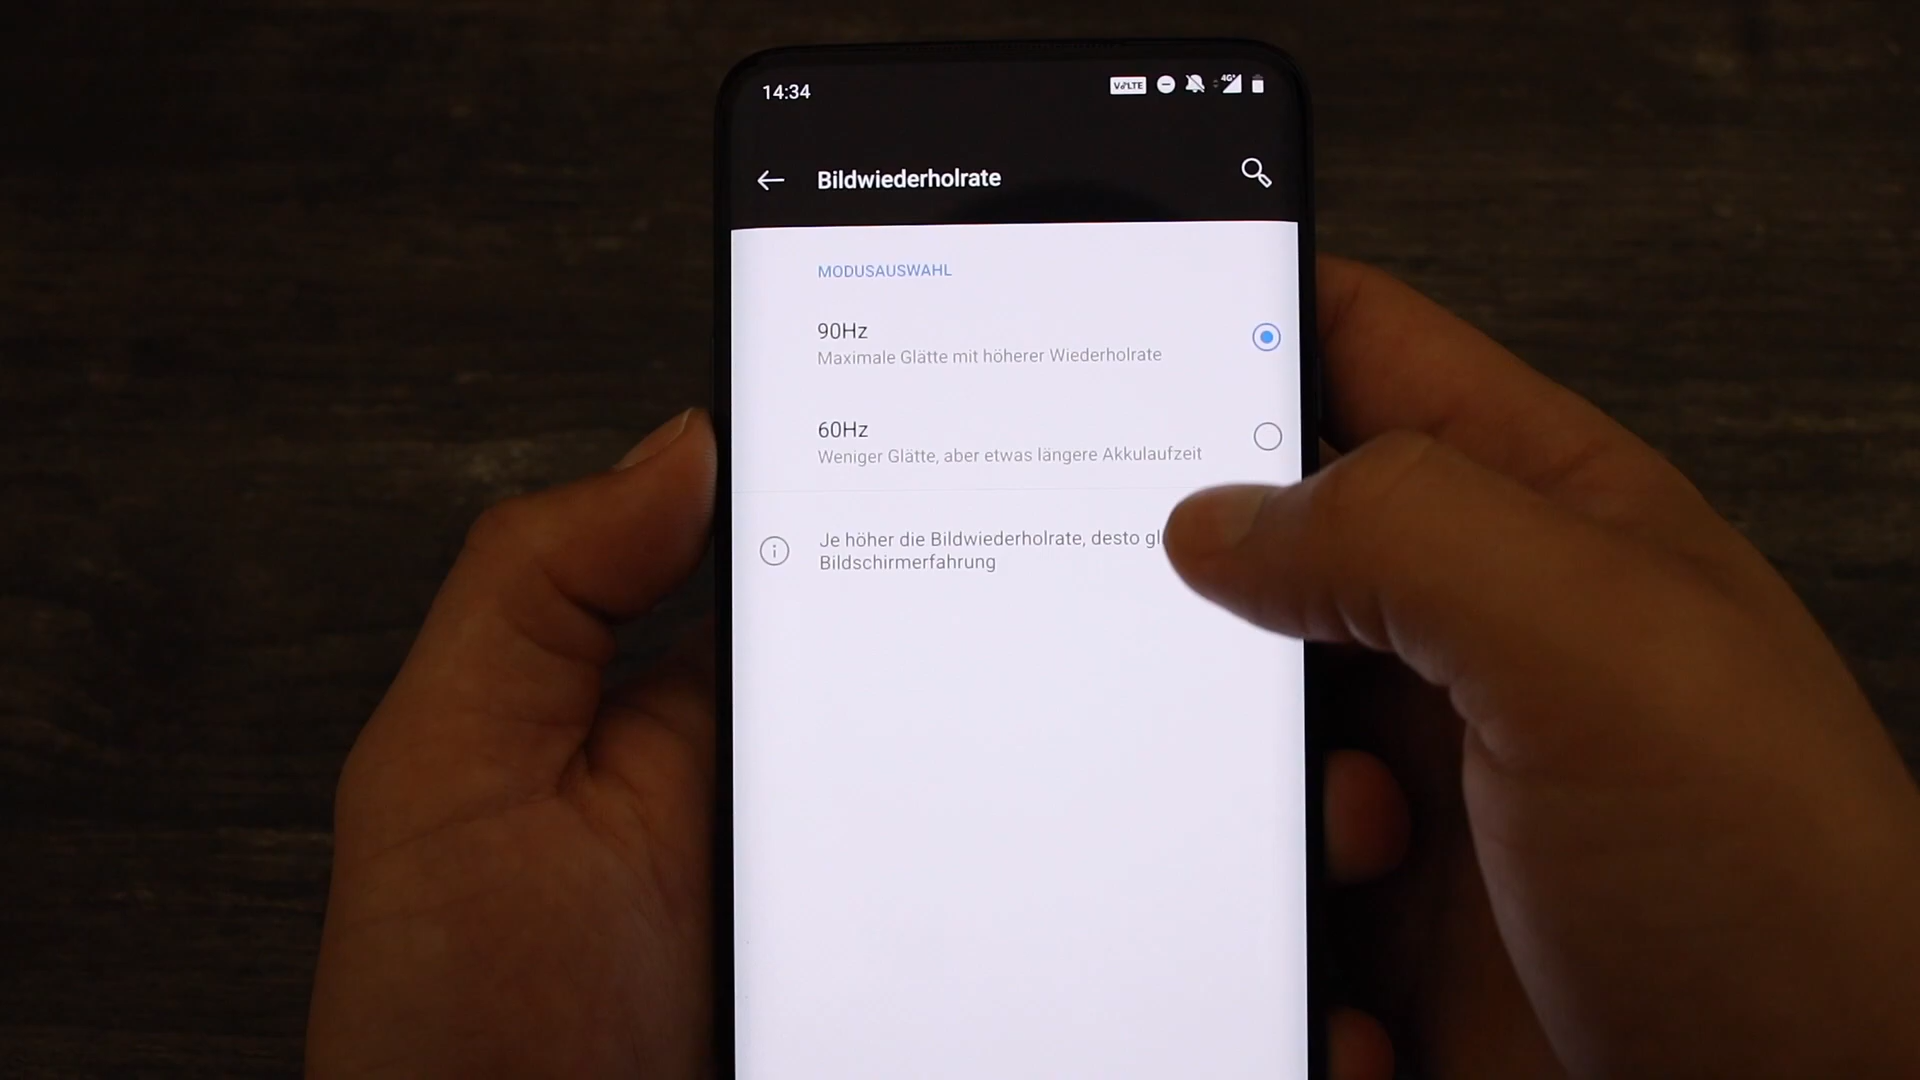 14:34
VoLTE
4G+
Bildwiederholrate
MODUSAUSWAHL
90Hz
Maximale Glätte mit höherer Wiederholrate
60Hz
Weniger Glätte, aber etwas längere Akkulaufzeit
Je höher die Bildwiederholrate, desto
Bildschirmerfahrung